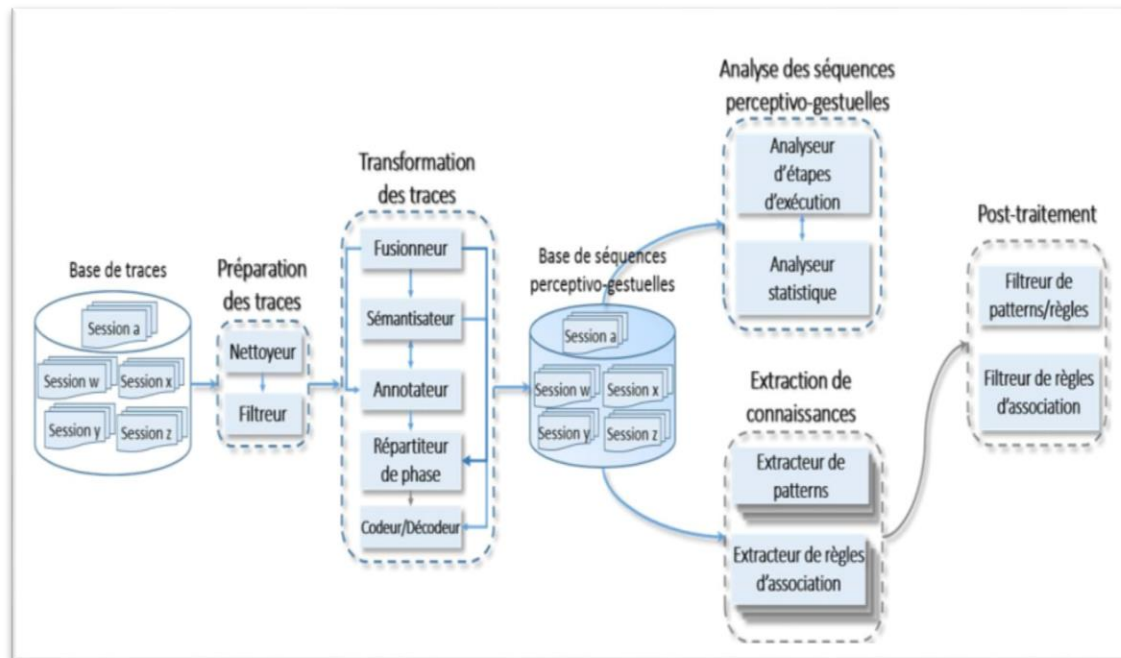 Base de traces
Session a
Session w
Session x
Session y
Session z
Préparation
des traces
Nettoyeur
Filtreur
Transformation
des traces
Fusionneur
Sémantisateur
Annotateur
Répartiteur
de phase
Codeur/Décodeur
Base de séquences
perceptivo-gestuelles
Session a
Session w
Session x
Session y
Session z
Analyse des séquences
perceptivo-gestuelles
Analyseur
d'étapes
d'exécution
Analyseur
statistique
Extraction de
connaissances
Extracteur de
patterns
Extracteur de règles
d'association
Post-traitement
Filtreur de
patterns/règles
Filtreur de règles
d'association